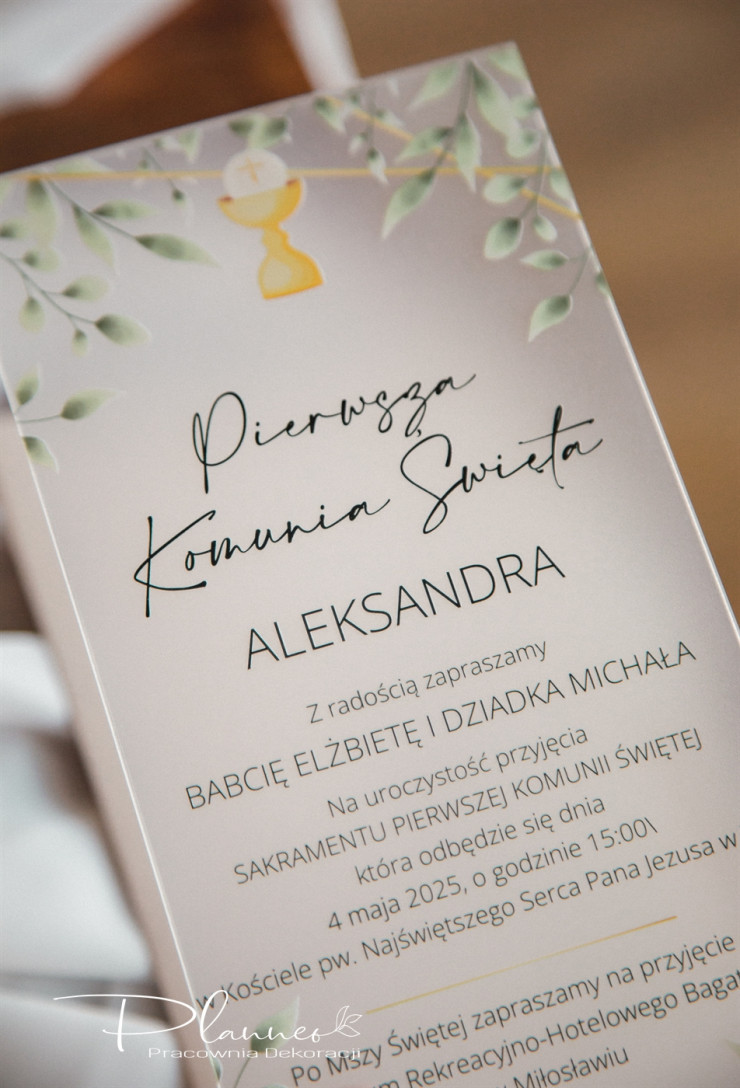 Pierwsza
Komunia Święta
ALEKSANDRA
Z radością zapraszamy
BABCIĘ ELŻBIETĘ I DZIADKA MICHAŁA
Na uroczystość przyjęcia
SAKRAMENTU PIERWSZEJ KOMUNII ŚWIĘTEJ
która odbędzie się dnia
4 maja 2025, o godzinie 15:00\
w Kościele pw. Najświętszego Serca Pana Jezusa w
Po Mszy Świętej zapraszamy na przyjęcie
Rekreacyjno-Hotelowego
Miłosławiu
Planneo
Pracownia Dekoracji